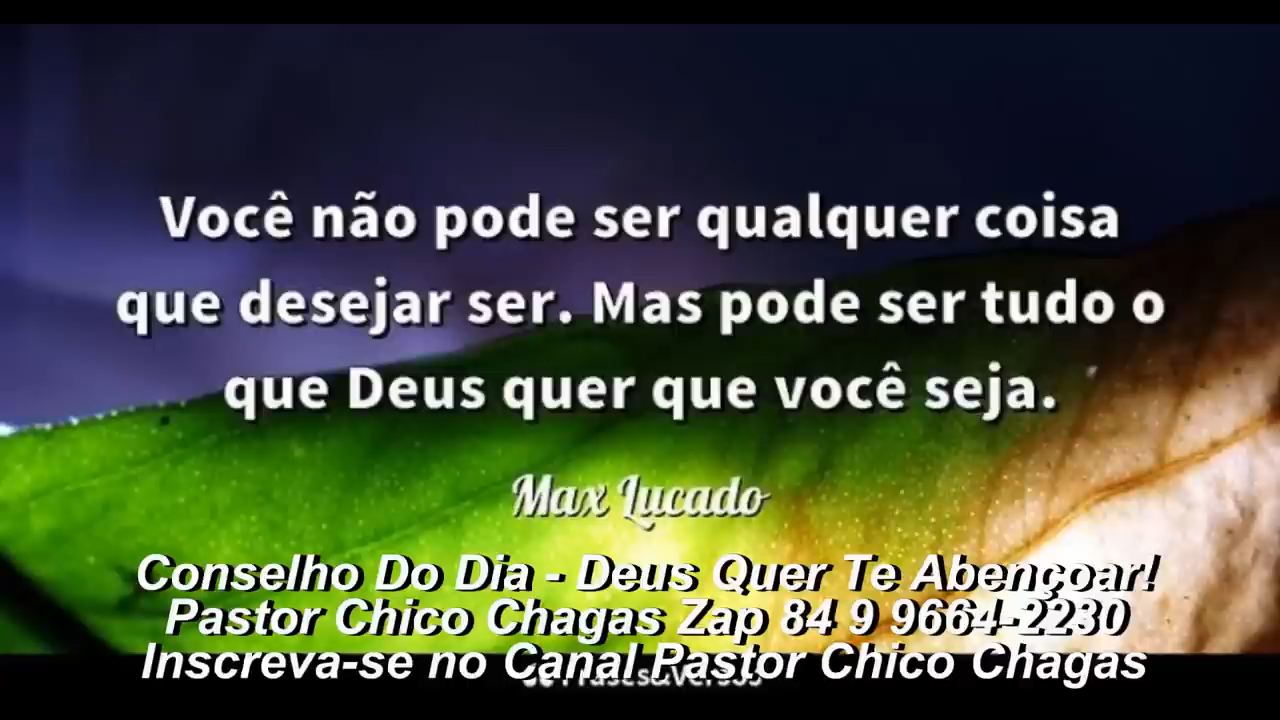 Você não pode ser qualquer coisa
que desejar ser. Mas pode ser tudo o
que Deus quer que você seja.
Max Lucado
Conselho Do Dia - Deus Quer Te Abençoar!
Pastor Chico Chagas Zap 84 9 9664-2230
Inscreva-se no Canal Pastor Chico Chagas